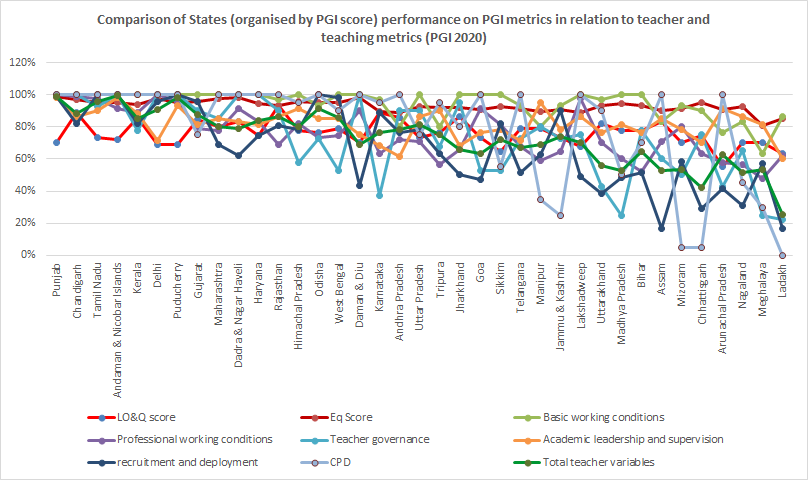 Comparison of States (organised by PGI score) performance on PGI metrics in relation to teacher and
teaching metrics (PGI 2020)
120%
100%
80%
60%
40%
20%
0%
Punjab
Chandigarh
Tamil Nadu
Andaman & Nicobar Islands
Kerala
Delhi
Puducherry
Gujarat
Maharashtra
Dadra & Nagar Haveli
Haryana
Rajasthan
Himachal Pradesh
Odisha
West Bengal
Daman & Diu
Karnataka
Andhra Pradesh
Uttar Pradesh
Tripura
Jharkhand
Goa
Sikkim
Telangana
Manipur
Jammu & Kashmir
Lakshadweep
Uttarakhand
Madhya Pradesh
Bihar
Assam
Mizoram
Chhattisgarh
Arunachal Pradesh
Nagaland
Meghalaya
Ladakh
LO&Q score
Eq Score
Basic working conditions
Professional working conditions
Teacher governance
Academic leadership and supervision
recruitment and deployment
CPD
Total teacher variables